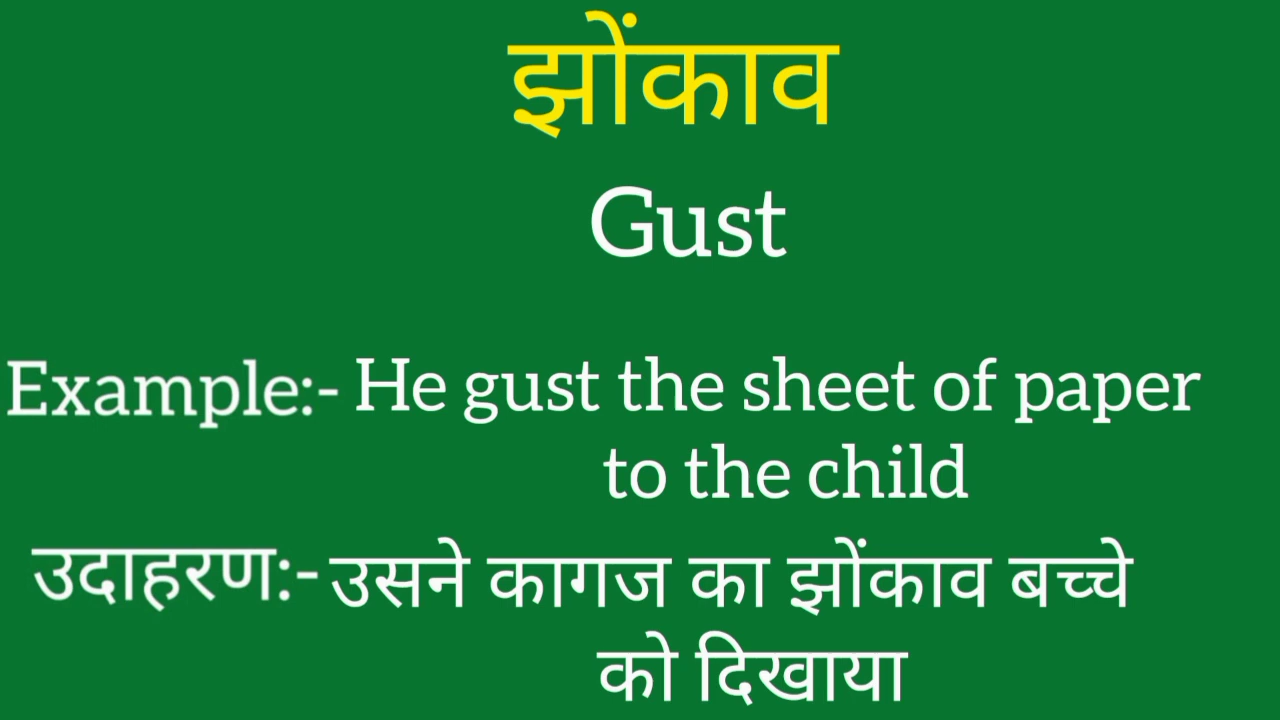 झोंकाव
Gust
Example:- He gust the sheet of paper
to the child
उदाहरण:- उसने कागज का झोंकाव बच्चे
को दिखाया